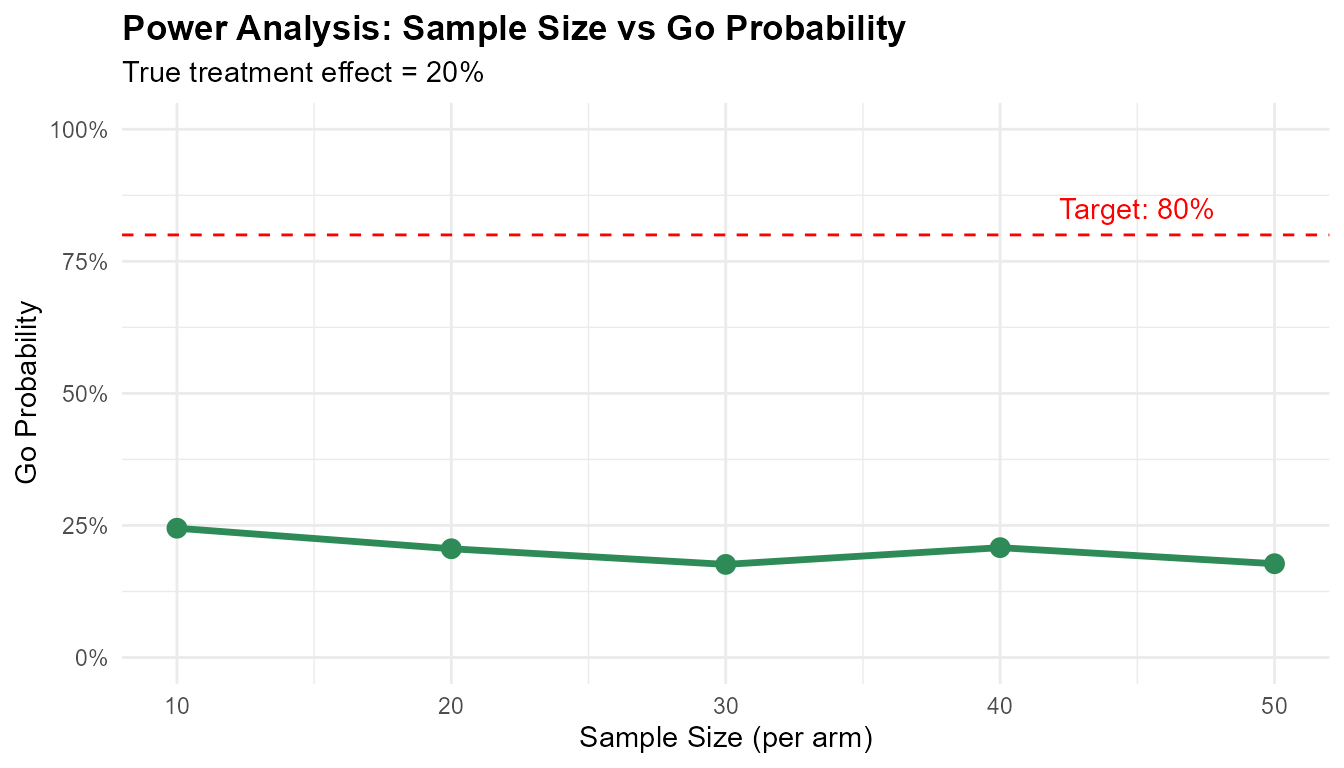 Power Analysis: Sample Size vs Go Probability
True treatment effect = 20%
100%
Target: 80%
75%
50%
25%
0%
Go Probability
10 20 30 40 50
Sample Size (per arm)